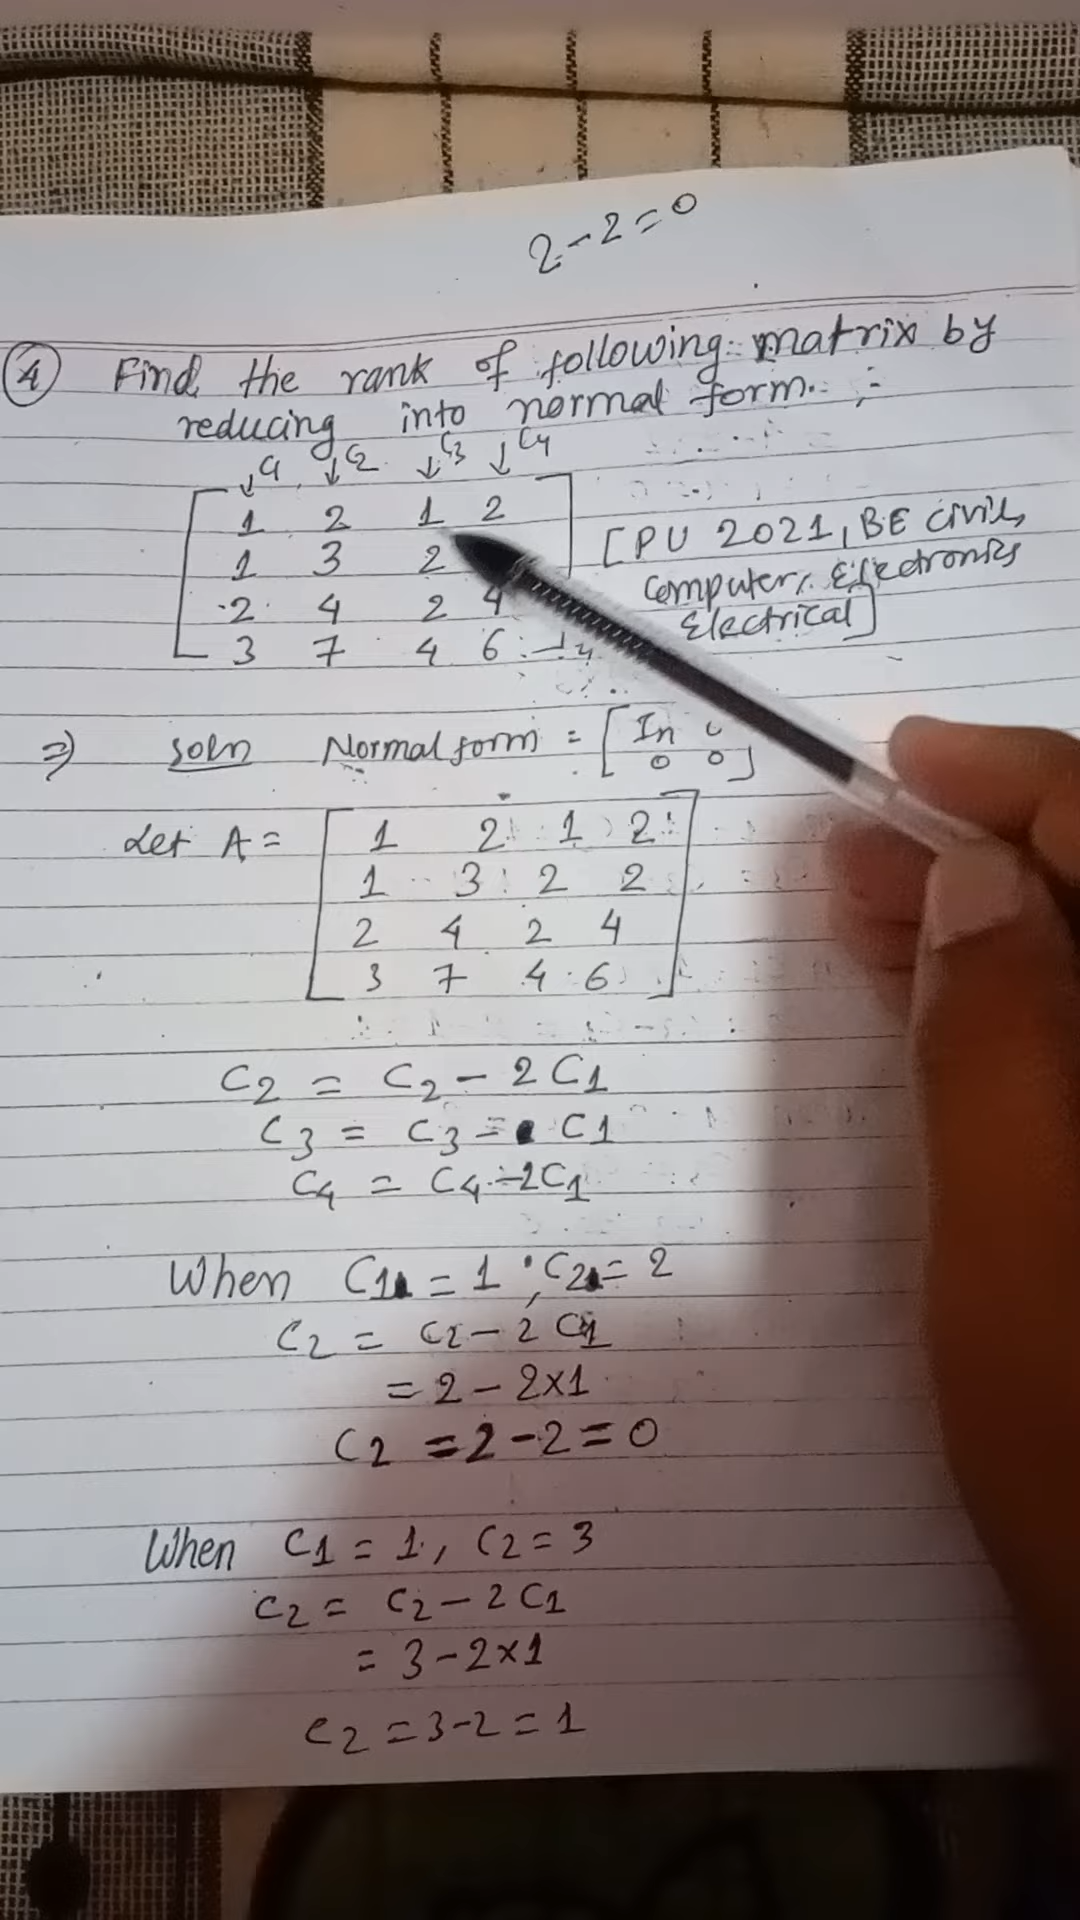 2-2=0
④ Find the rank of following matrix by
reducing into normal form. :-
↓C1 ↓C2 ↓C3 ↓C4
1 2 1 2
1 3 2
2 4 2 4
3 7 4 6
[PU 2021, BE civil,
Computer, Electronics
Electrical]
⇒) Soln Normal form = [In
0 0]
Let A =
1 2 1 2
1 3 2 2
2 4 2 4
3 7 4 6
C2 = C2 - 2C1
C3 = C3 - C1
C4 = C4 - 2C1
When C1 = 1, C2 = 2
C2 = C2 - 2C1
= 2 - 2×1
C2 = 2-2 = 0
When C1 = 1, C2 = 3
C2 = C2 - 2C1
= 3 - 2×1
C2 = 3-2 = 1